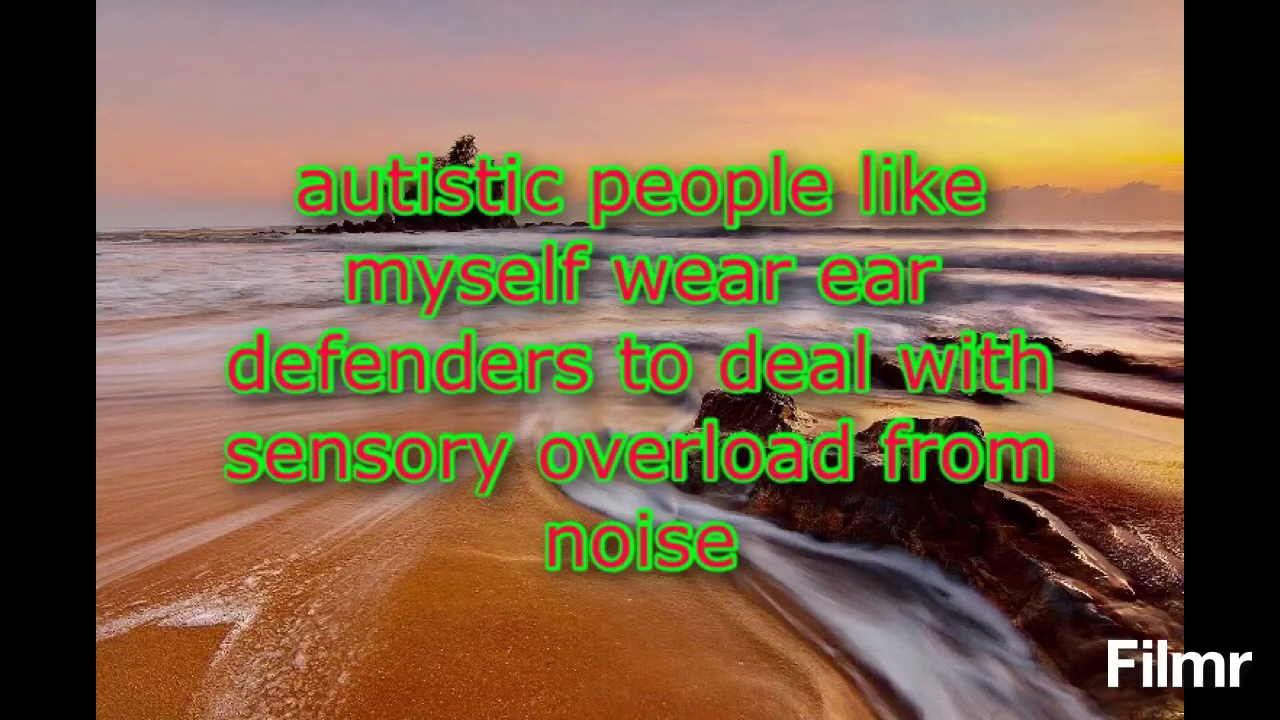 autistic people like
myself wear ear
defenders to deal with
sensory overload from
noise
Filmr